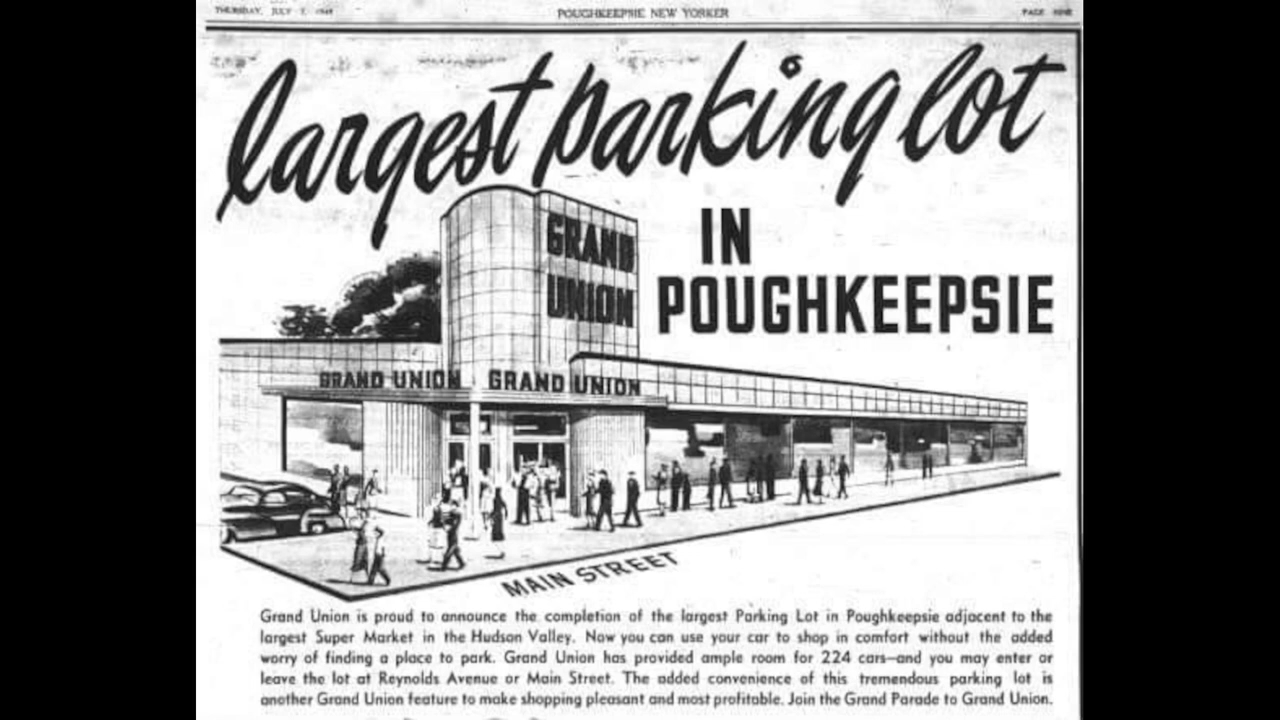 THURSDAY, JULY 7, 1949 POUGHKEEPSIE NEW YORKER PAGE NINE
largest parking lot
IN
POUGHKEEPSIE
GRAND
UNION
GRAND UNION GRAND UNION
MAIN STREET
Grand Union is proud to announce the completion of the largest Parking Lot in Poughkeepsie adjacent to the
largest Super Market in the Hudson Valley. Now you can use your car to shop in comfort without the added
worry of finding a place to park. Grand Union has provided ample room for 224 cars—and you may enter or
leave the lot at Reynolds Avenue or Main Street. The added convenience of this tremendous parking lot is
another Grand Union feature to make shopping pleasant and most profitable. Join the Grand Parade to Grand Union.